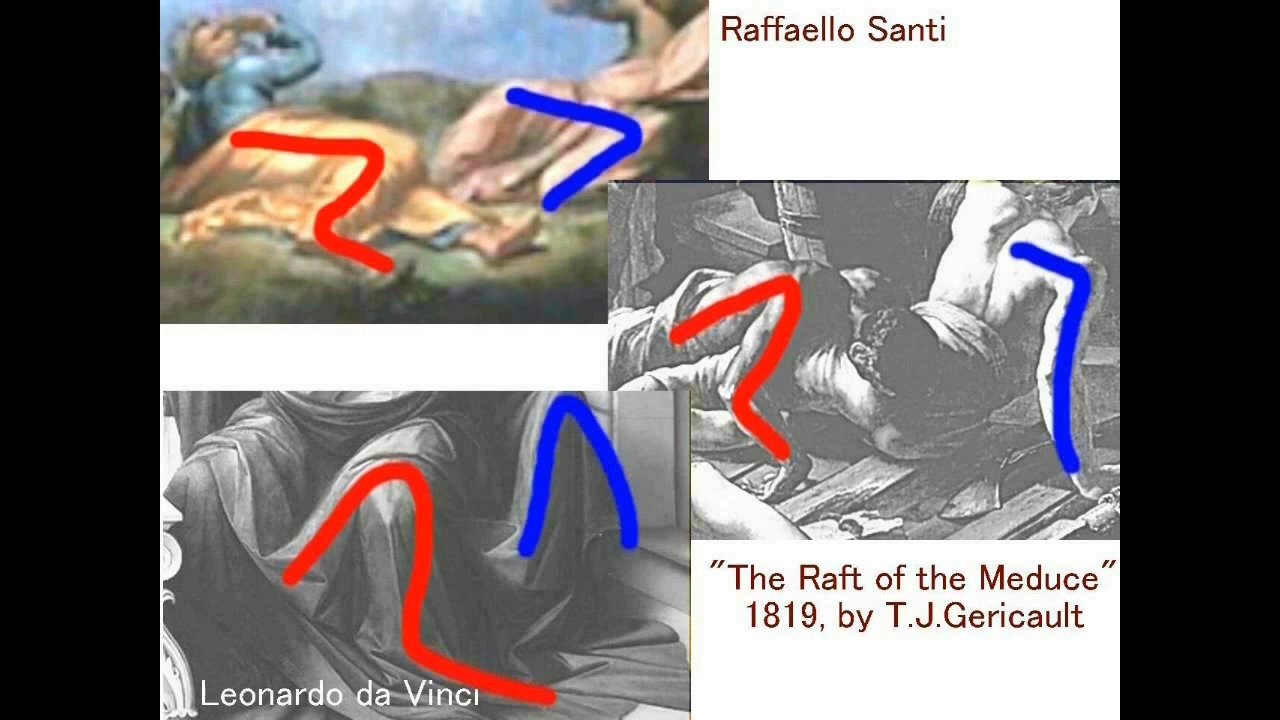 Raffaello Santi
"The Raft of the Meduce"
1819, by T.J.Gericault
Leonardo da Vinci